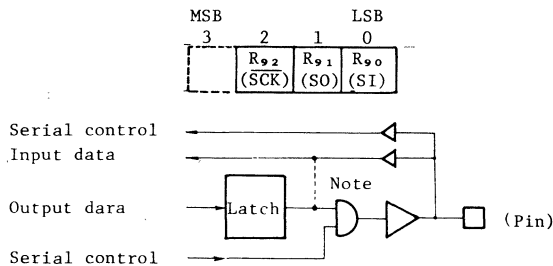 MSB LSB
3 2 1 0
R₉₂ R₉₁ R₉₀
(S̅C̅K̅) (SO) (SI)
Serial control
Input data
Note
Output dara Latch (Pin)
Serial control